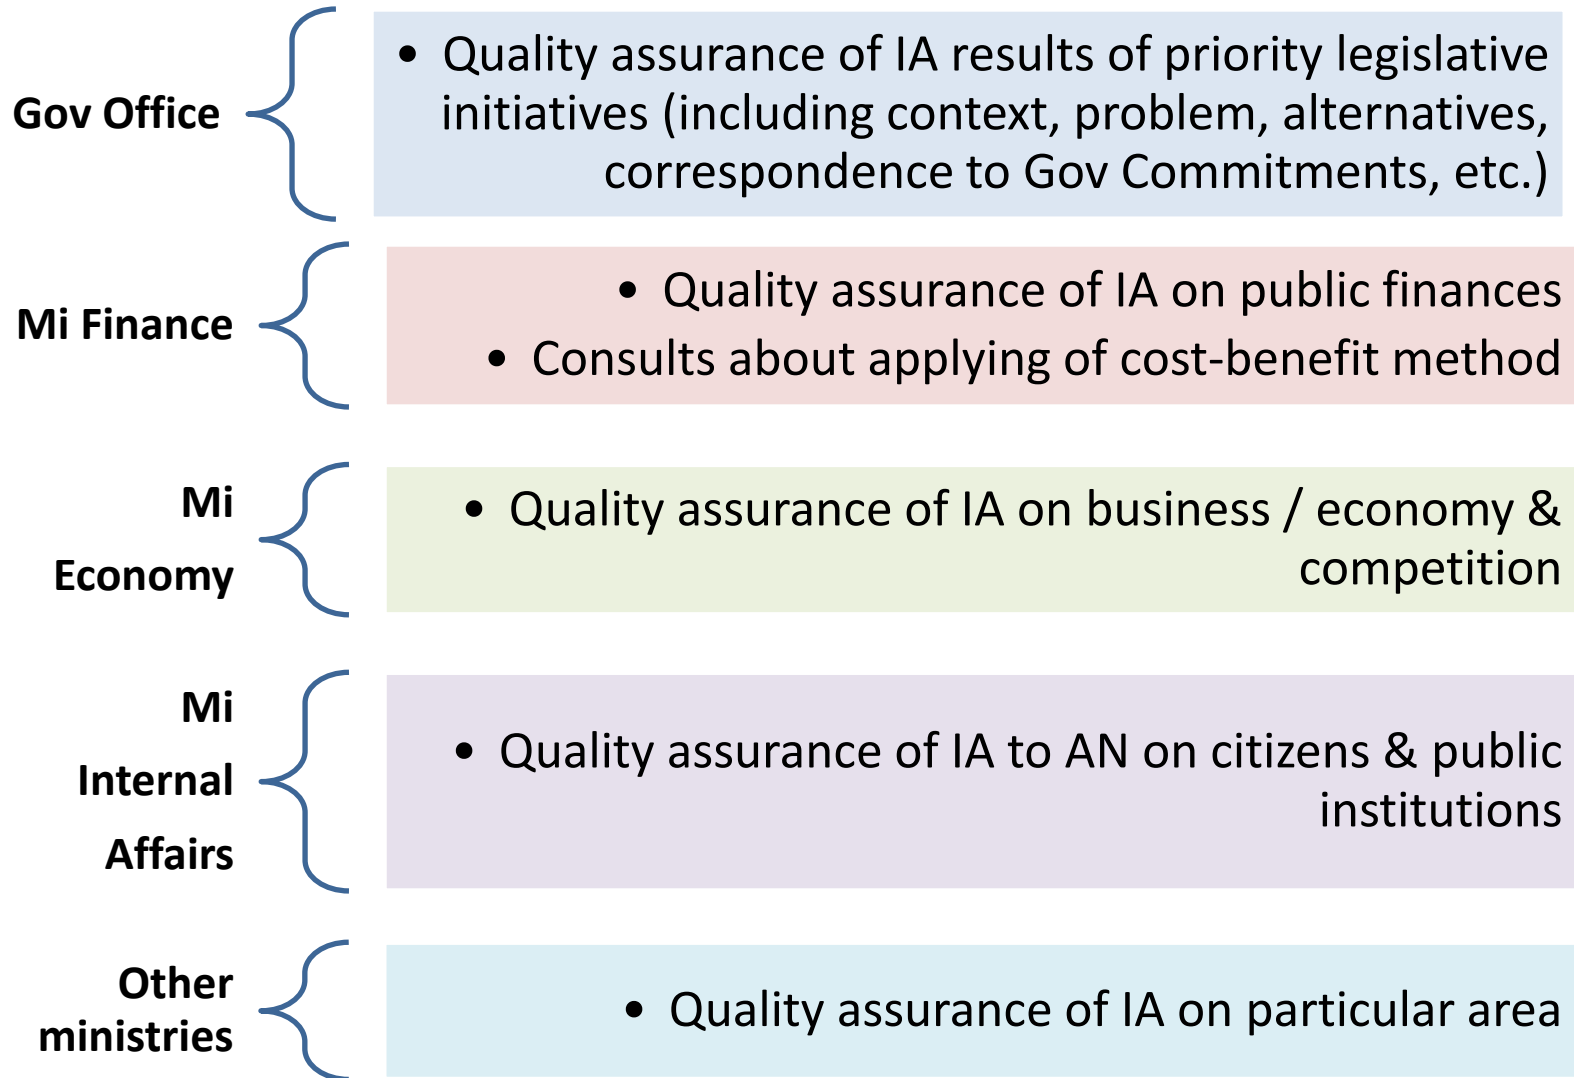 Gov Office
• Quality assurance of IA results of priority legislative
initiatives (including context, problem, alternatives,
correspondence to Gov Commitments, etc.)
Mi Finance
• Quality assurance of IA on public finances
• Consults about applying of cost-benefit method
Mi
Economy
• Quality assurance of IA on business / economy &
competition
Mi
Internal
Affairs
• Quality assurance of IA to AN on citizens & public
institutions
Other
ministries
• Quality assurance of IA on particular area